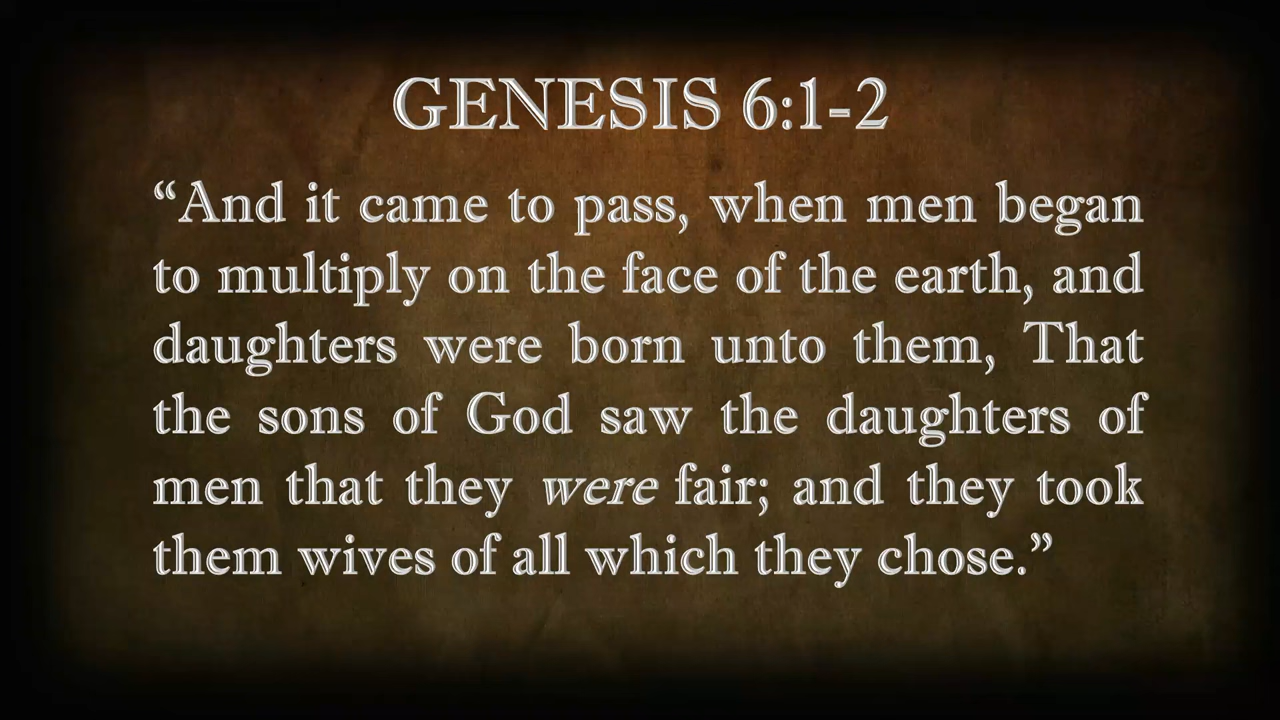 GENESIS 6:1-2
“And it came to pass, when men began
to multiply on the face of the earth, and
daughters were born unto them, That
the sons of God saw the daughters of
men that they were fair; and they took
them wives of all which they chose.”